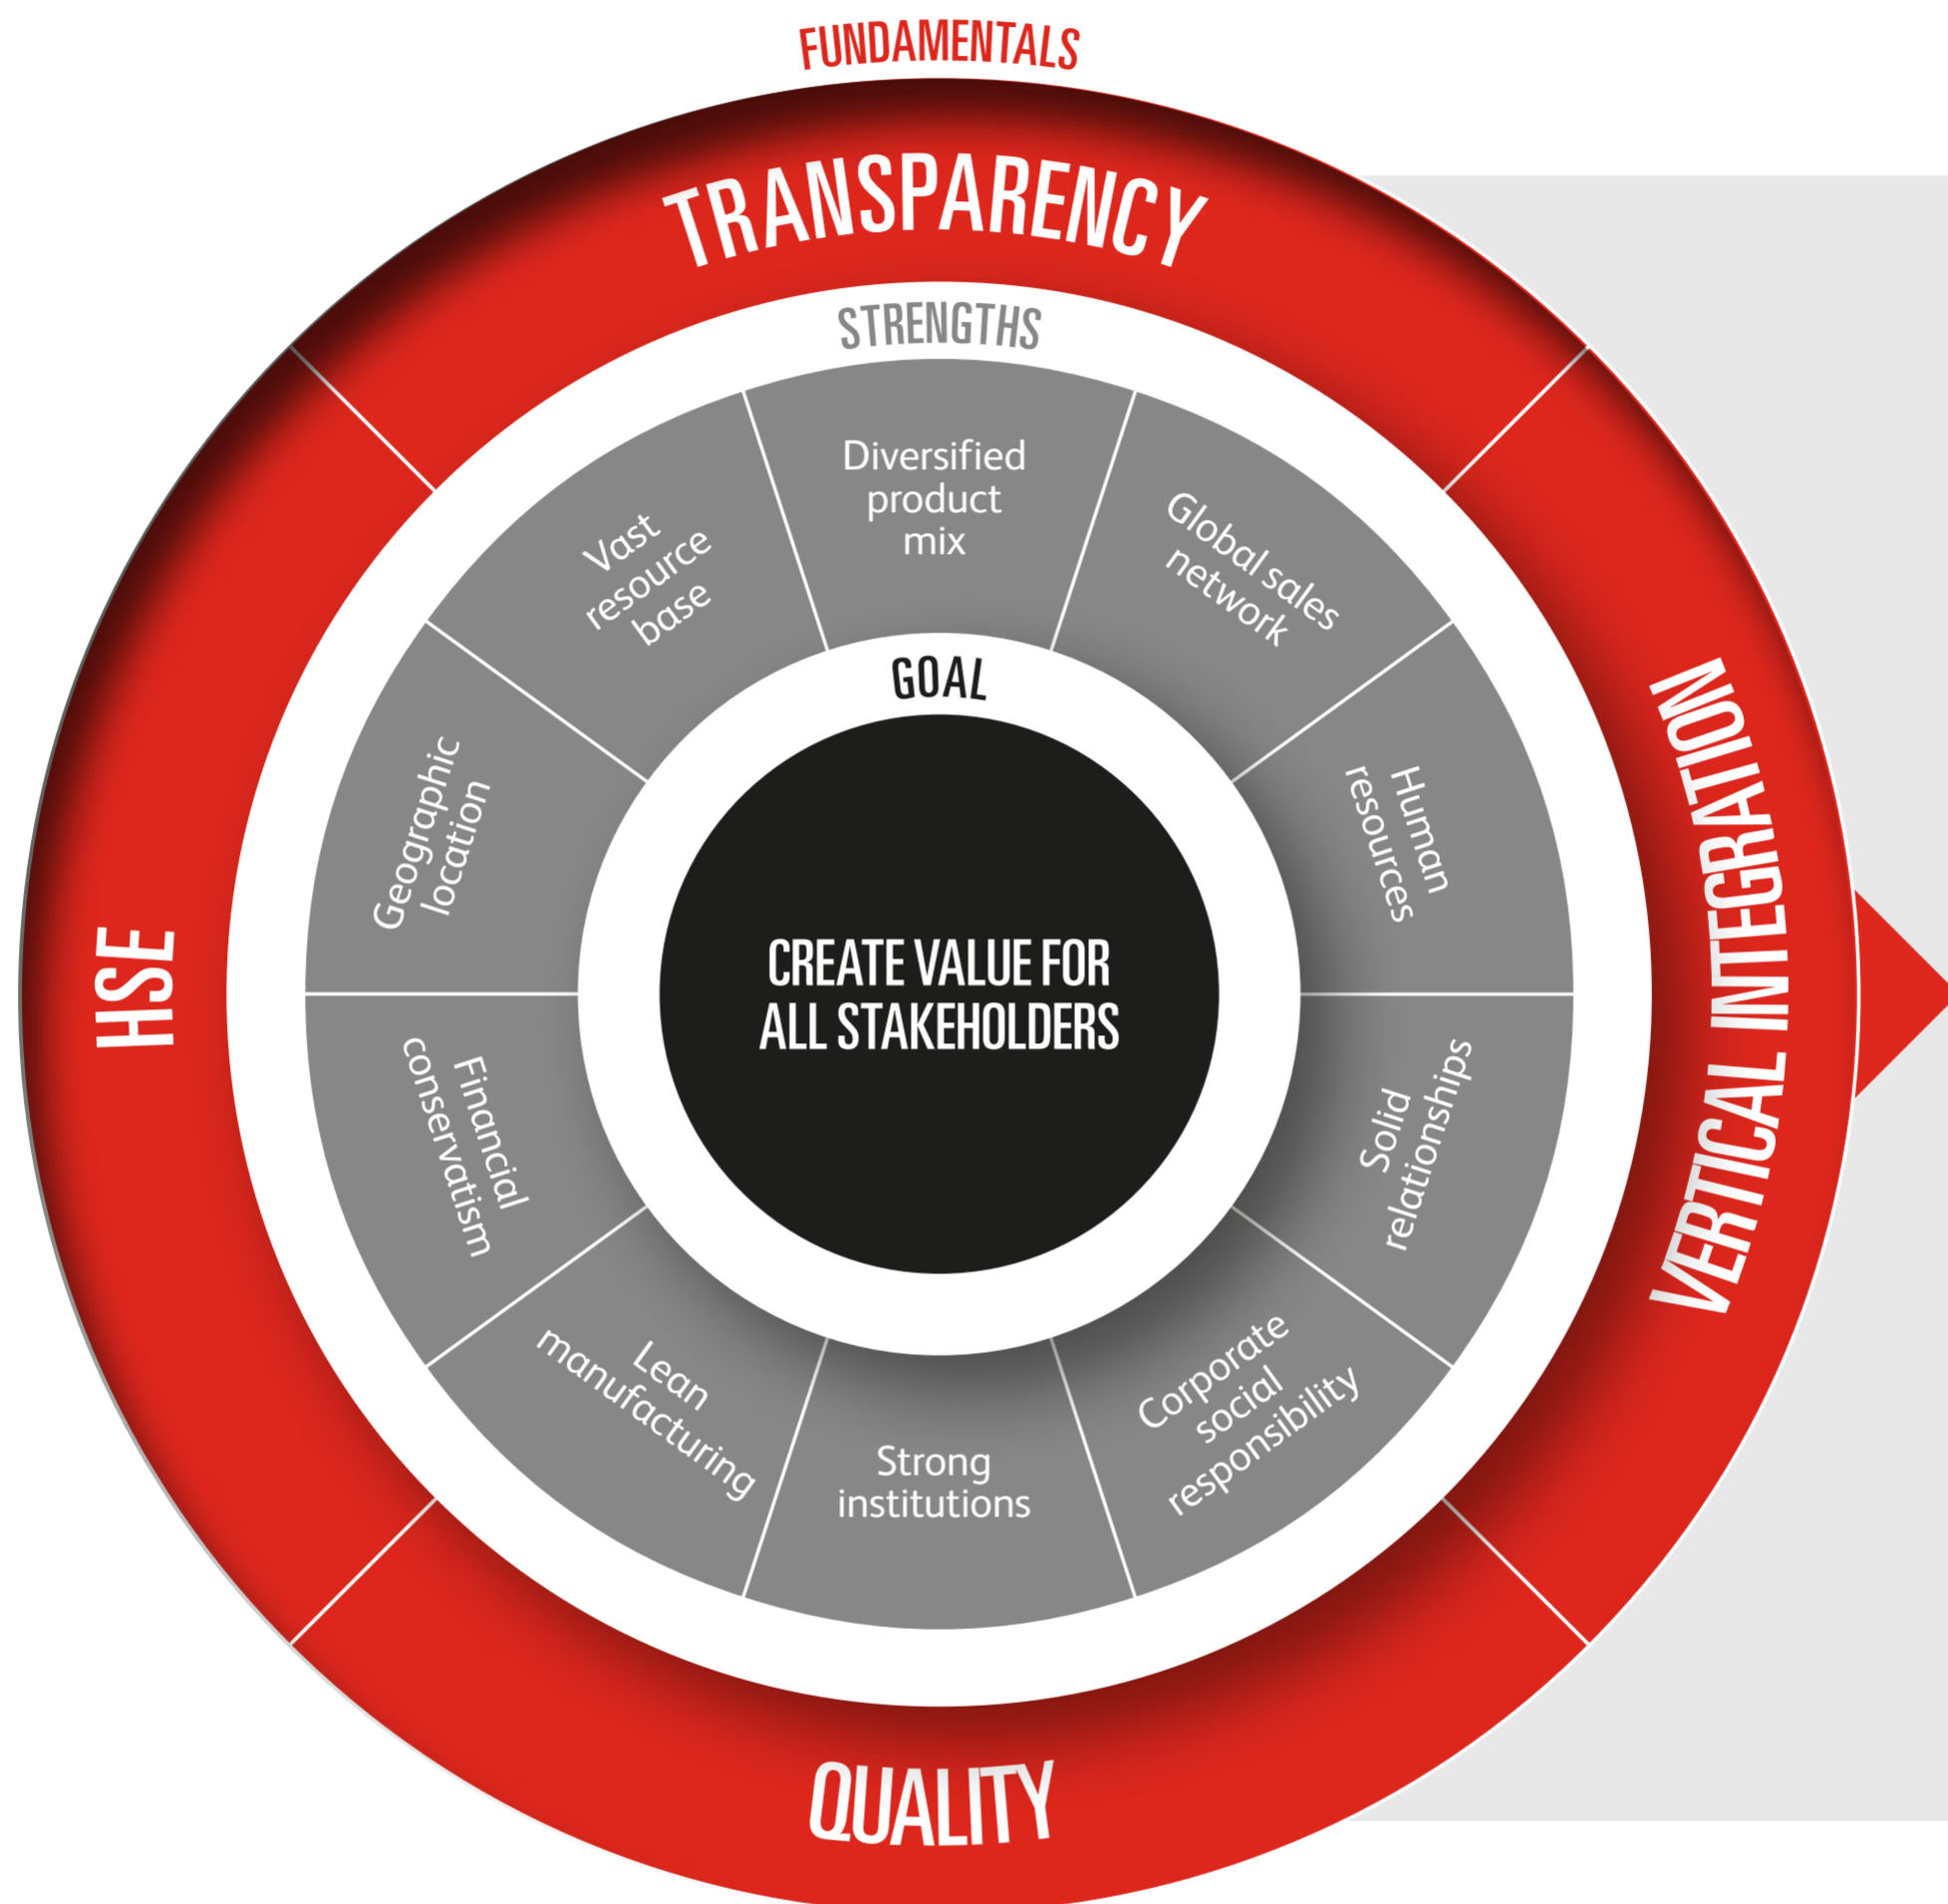 FUNDAMENTALS
TRANSPARENCY
STRENGTHS
Diversified
product
mix
Global sales
network
Human
resources
Solid
relationships
Corporate
social
responsibility
Strong
institutions
Lean
manufacturing
Financial
conservatism
Geographic
location
Vast
resource
base
GOAL
CREATE VALUE FOR
ALL STAKEHOLDERS
VERTICAL INTEGRATION
QUALITY
HSE